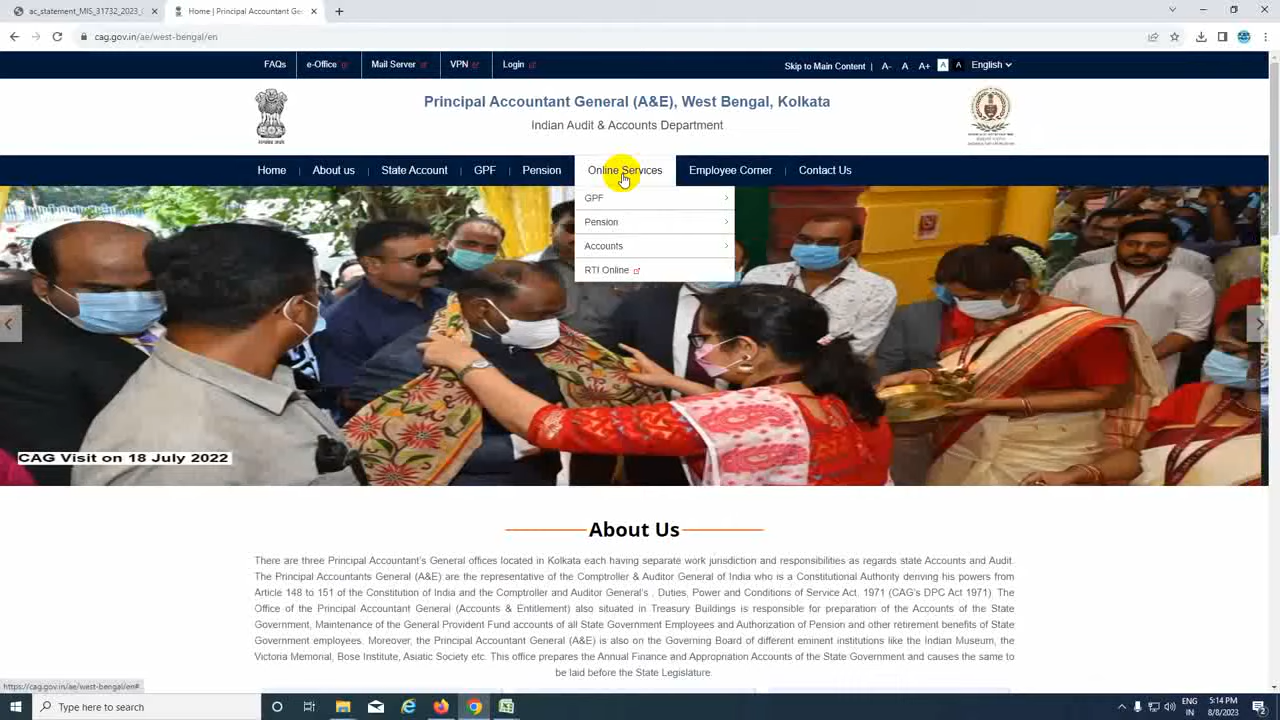 ac_statement_MIS_31732_2023_
Home | Principal Accountant Ge
cag.gov.in/ae/west-bengal/en
FAQs
e-Office
Mail Server
VPN
Login
Skip to Main Content | A- A A+ A A English
Principal Accountant General (A&E), West Bengal, Kolkata
Indian Audit & Accounts Department
Home | About us | State Account | GPF | Pension Online Services Employee Corner | Contact Us
GPF
Pension
Accounts
RTI Online
CAG Visit on 18 July 2022
About Us
There are three Principal Accountant's General offices located in Kolkata each having separate work jurisdiction and responsibilities as regards state Accounts and Audit.
The Principal Accountants General (A&E) are the representative of the Comptroller & Auditor General of India who is a Constitutional Authority deriving his powers from
Article 148 to 151 of the Constitution of India and the Comptroller and Auditor General's . Duties, Power and Conditions of Service Act, 1971 (CAG's DPC Act 1971). The
Office of the Principal Accountant General (Accounts & Entitlement) also situated in Treasury Buildings is responsible for preparation of the Accounts of the State
Government, Maintenance of the General Provident Fund accounts of all State Government Employees and Authorization of Pension and other retirement benefits of State
Government employees. Moreover, the Principal Accountant General (A&E) is also on the Governing Board of different eminent institutions like the Indian Museum, the
Victoria Memorial, Bose Institute, Asiatic Society etc. This office prepares the Annual Finance and Appropriation Accounts of the State Government and causes the same to
be laid before the State Legislature.
https://cag.gov.in/ae/west-bengal/en#
Type here to search
ENG
IN
5:14 PM
8/8/2023
2